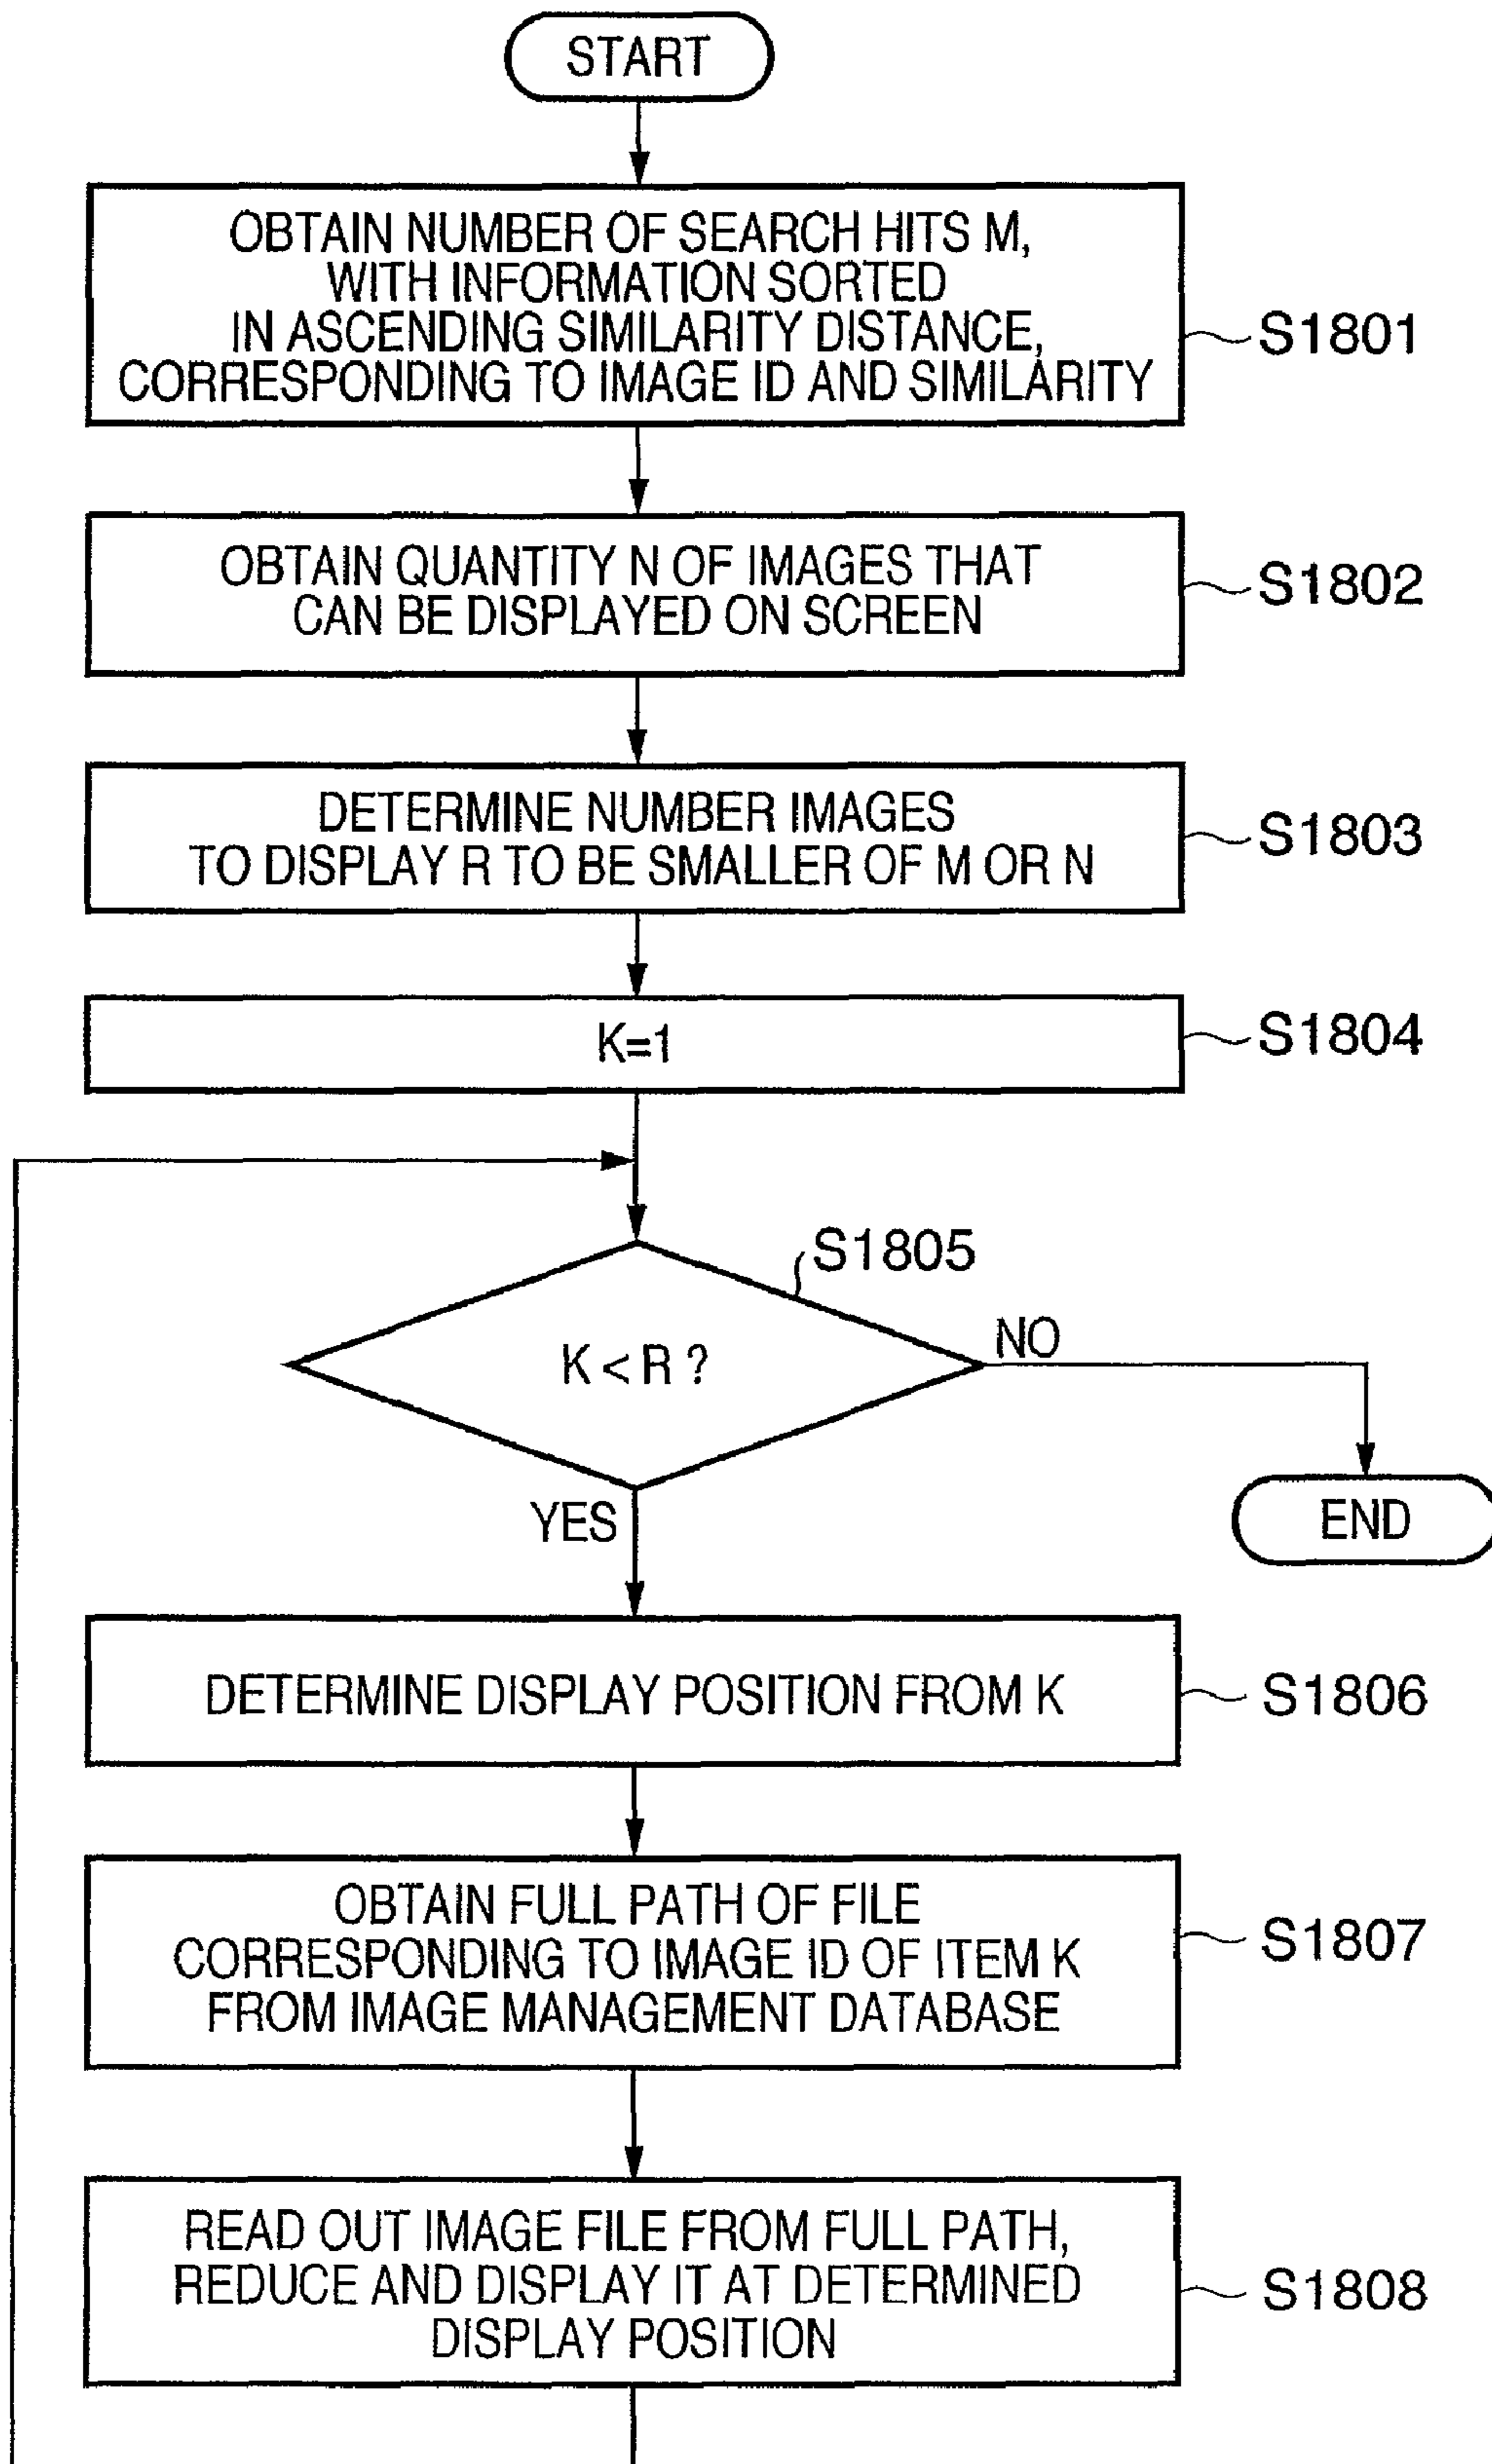 START
OBTAIN NUMBER OF SEARCH HITS M,
WITH INFORMATION SORTED
IN ASCENDING SIMILARITY DISTANCE,
CORRESPONDING TO IMAGE ID AND SIMILARITY
S1801
OBTAIN QUANTITY N OF IMAGES THAT
CAN BE DISPLAYED ON SCREEN
S1802
DETERMINE NUMBER IMAGES
TO DISPLAY R TO BE SMALLER OF M OR N
S1803
K=1
S1804
S1805
K < R ?
NO
YES
END
DETERMINE DISPLAY POSITION FROM K
S1806
OBTAIN FULL PATH OF FILE
CORRESPONDING TO IMAGE ID OF ITEM K
FROM IMAGE MANAGEMENT DATABASE
S1807
READ OUT IMAGE FILE FROM FULL PATH,
REDUCE AND DISPLAY IT AT DETERMINED
DISPLAY POSITION
S1808